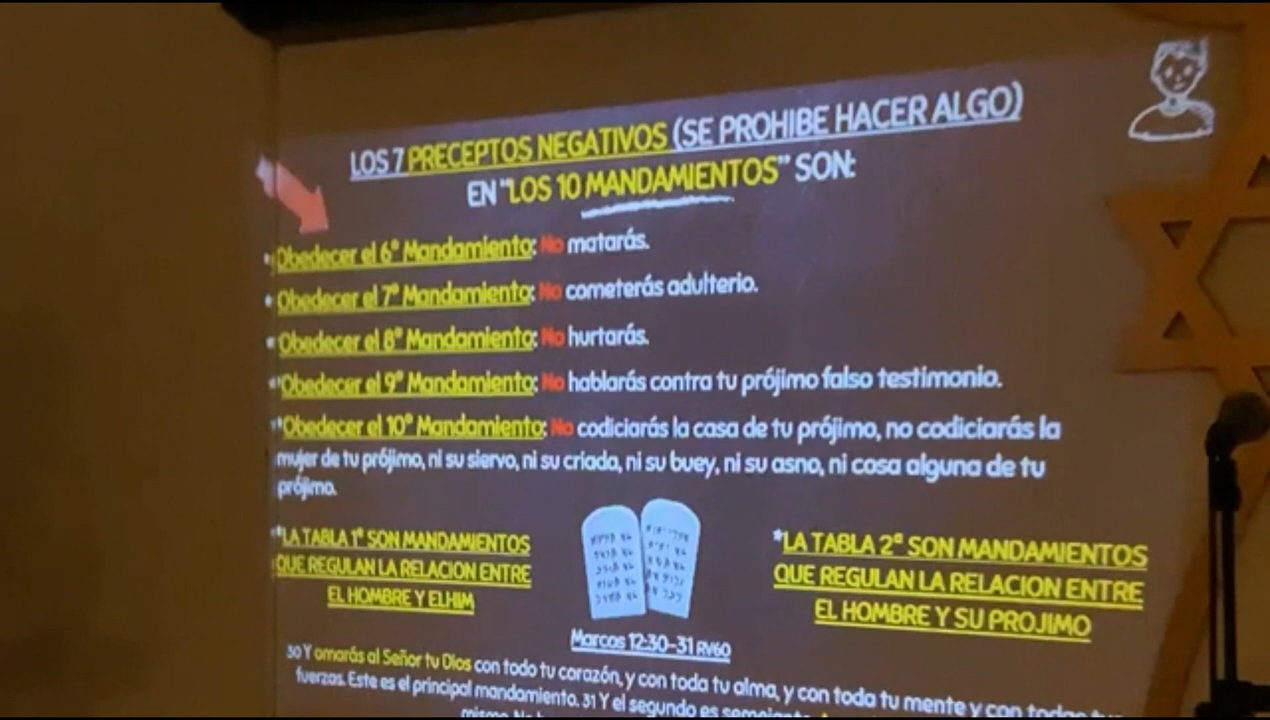 LOS 7 PRECEPTOS NEGATIVOS (SE PROHIBE HACER ALGO)
EN "LOS 10 MANDAMIENTOS" SON:
*Obedecer el 6° Mandamiento: No matarás.
* Obedecer el 7° Mandamiento: No cometerás adulterio.
* Obedecer el 8° Mandamiento: No hurtarás.
*Obedecer el 9° Mandamiento: No hablarás contra tu prójimo falso testimonio.
*Obedecer el 10° Mandamiento: No codiciarás la casa de tu prójimo, no codiciarás la
mujer de tu prójimo, ni su siervo, ni su criada, ni su buey, ni su asno, ni cosa alguna de tu
prójimo.
*LA TABLA 1ª SON MANDAMIENTOS
QUE REGULAN LA RELACION ENTRE
EL HOMBRE Y ELHIM
*LA TABLA 2ª SON MANDAMIENTOS
QUE REGULAN LA RELACION ENTRE
EL HOMBRE Y SU PROJIMO
Marcos 12:30-31 RV60
30 Y amarás al Señor tu Dios con todo tu corazón, y con toda tu alma, y con toda tu mente y con todas tus
fuerzas. Este es el principal mandamiento. 31 Y el segundo es semejante
mismo. No